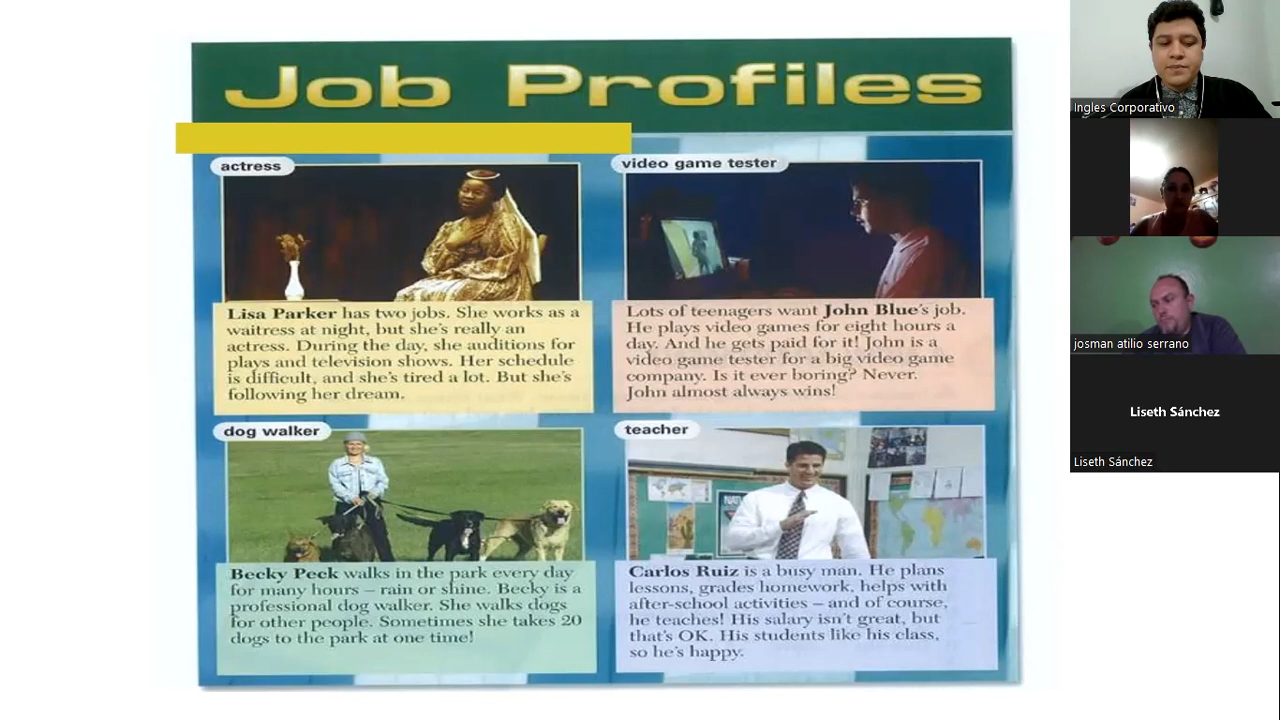 Job Profiles
actress
Lisa Parker has two jobs. She works as a
waitress at night, but she's really an
actress. During the day, she auditions for
plays and television shows. Her schedule
is difficult, and she's tired a lot. But she's
following her dream.
video game tester
Lots of teenagers want John Blue's job.
He plays video games for eight hours a
day. And he gets paid for it! John is a
video game tester for a big video game
company. Is it ever boring? Never.
John almost always wins!
dog walker
Becky Peck walks in the park every day
for many hours – rain or shine. Becky is a
professional dog walker. She walks dogs
for other people. Sometimes she takes 20
dogs to the park at one time!
teacher
Carlos Ruiz is a busy man. He plans
lessons, grades homework, helps with
after-school activities – and of course,
he teaches! His salary isn't great, but
that's OK. His students like his class,
so he's happy.
Ingles Corporativo
josman atilio serrano
Liseth Sánchez
Liseth Sánchez